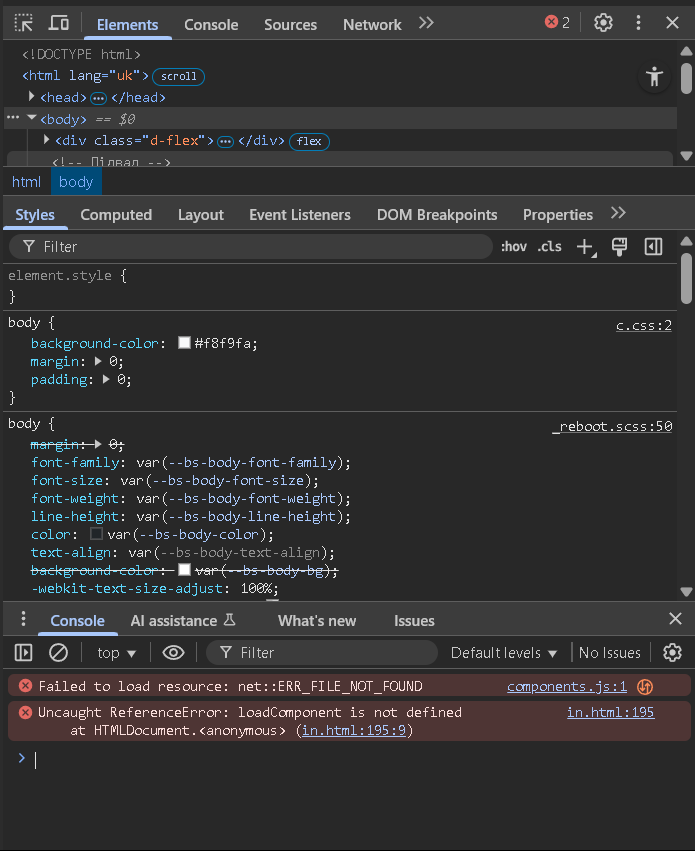 Elements Console Sources Network 2
<!DOCTYPE html>
<html lang="uk"> scroll
<head> … </head>
<body> == $0
<div class="d-flex"> … </div> flex
<!-- Підвал -->
html body
Styles Computed Layout Event Listeners DOM Breakpoints Properties
Filter :hov .cls
element.style {
}
body { c.css:2
background-color: #f8f9fa;
margin: 0;
padding: 0;
}
body { _reboot.scss:50
margin: 0;
font-family: var(--bs-body-font-family);
font-size: var(--bs-body-font-size);
font-weight: var(--bs-body-font-weight);
line-height: var(--bs-body-line-height);
color: var(--bs-body-color);
text-align: var(--bs-body-text-align);
background-color: var(--bs-body-bg);
-webkit-text-size-adjust: 100%;
Console AI assistance What's new Issues
top Filter Default levels No Issues
Failed to load resource: net::ERR_FILE_NOT_FOUND components.js:1
Uncaught ReferenceError: loadComponent is not defined in.html:195
at HTMLDocument.<anonymous> (in.html:195:9)